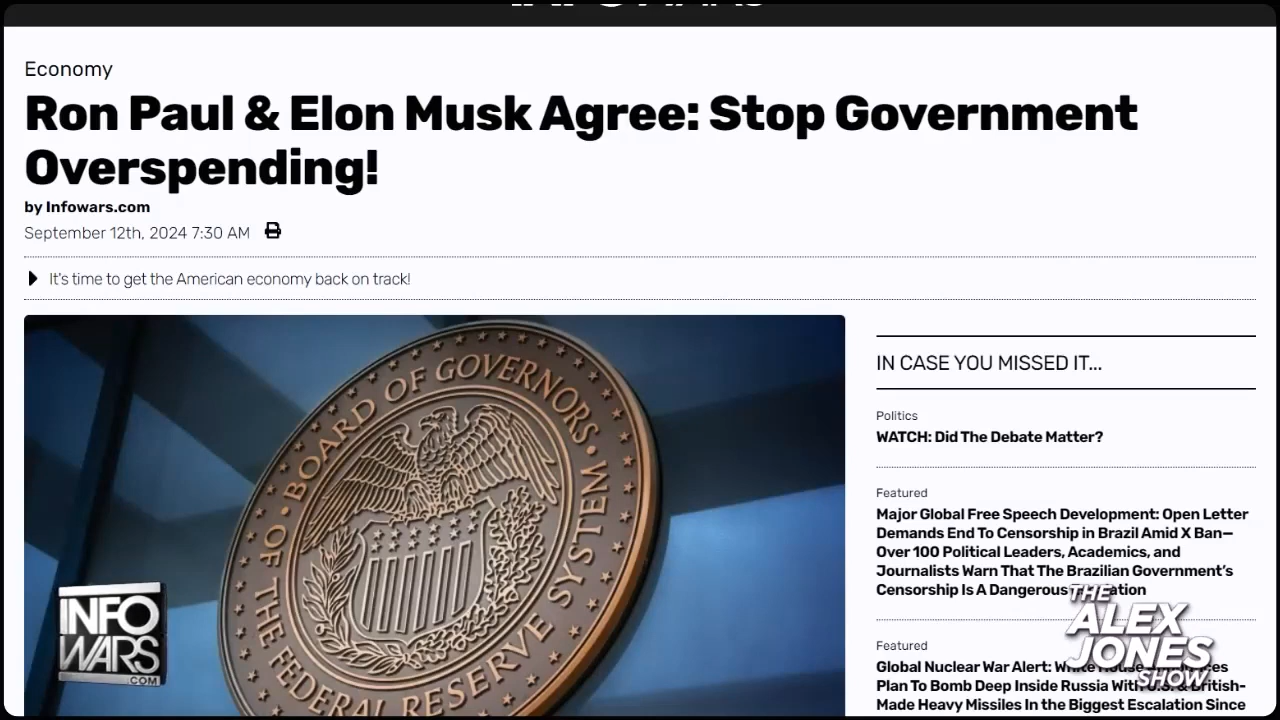 Economy
Ron Paul & Elon Musk Agree: Stop Government
Overspending!
by Infowars.com
September 12th, 2024 7:30 AM
It's time to get the American economy back on track!
BOARD OF GOVERNORS
OF THE FEDERAL RESERVE SYSTEM
INFO
WARS
.COM
IN CASE YOU MISSED IT...
Politics
WATCH: Did The Debate Matter?
Featured
Major Global Free Speech Development: Open Letter
Demands End To Censorship in Brazil Amid X Ban—
Over 100 Political Leaders, Academics, and
Journalists Warn That The Brazilian Government's
Censorship Is A Dangerous
THE
ALEX
JONES
SHOW
Featured
Global Nuclear War Alert: White House
Plan To Bomb Deep Inside Russia With U.S. & British-
Made Heavy Missiles In the Biggest Escalation Since